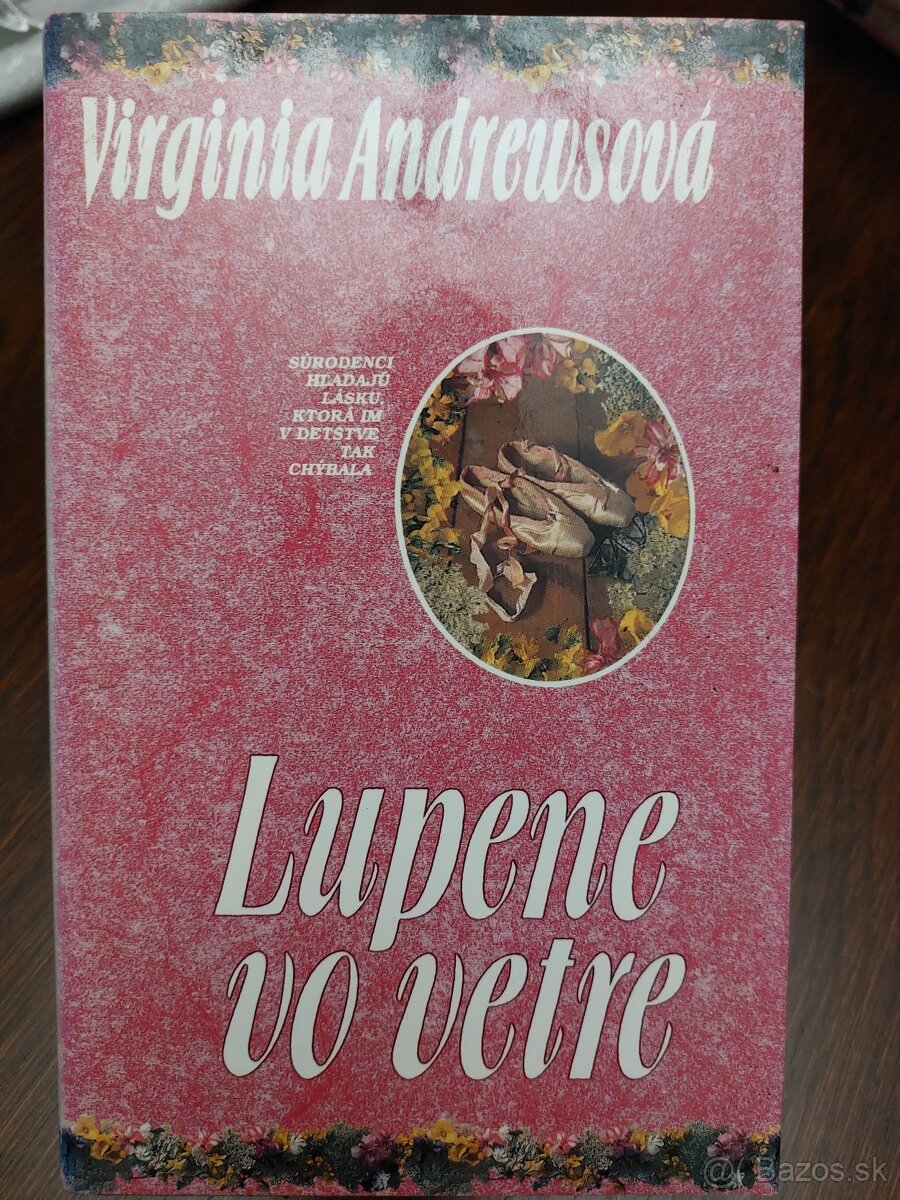 Virginia Andrewsová
SÚRODENCI
HĽADAJÚ
LÁSKU,
KTORÁ IM
V DETSTVE
TAK
CHÝBALA
Lupene
vo vetre
@ Bazos.sk